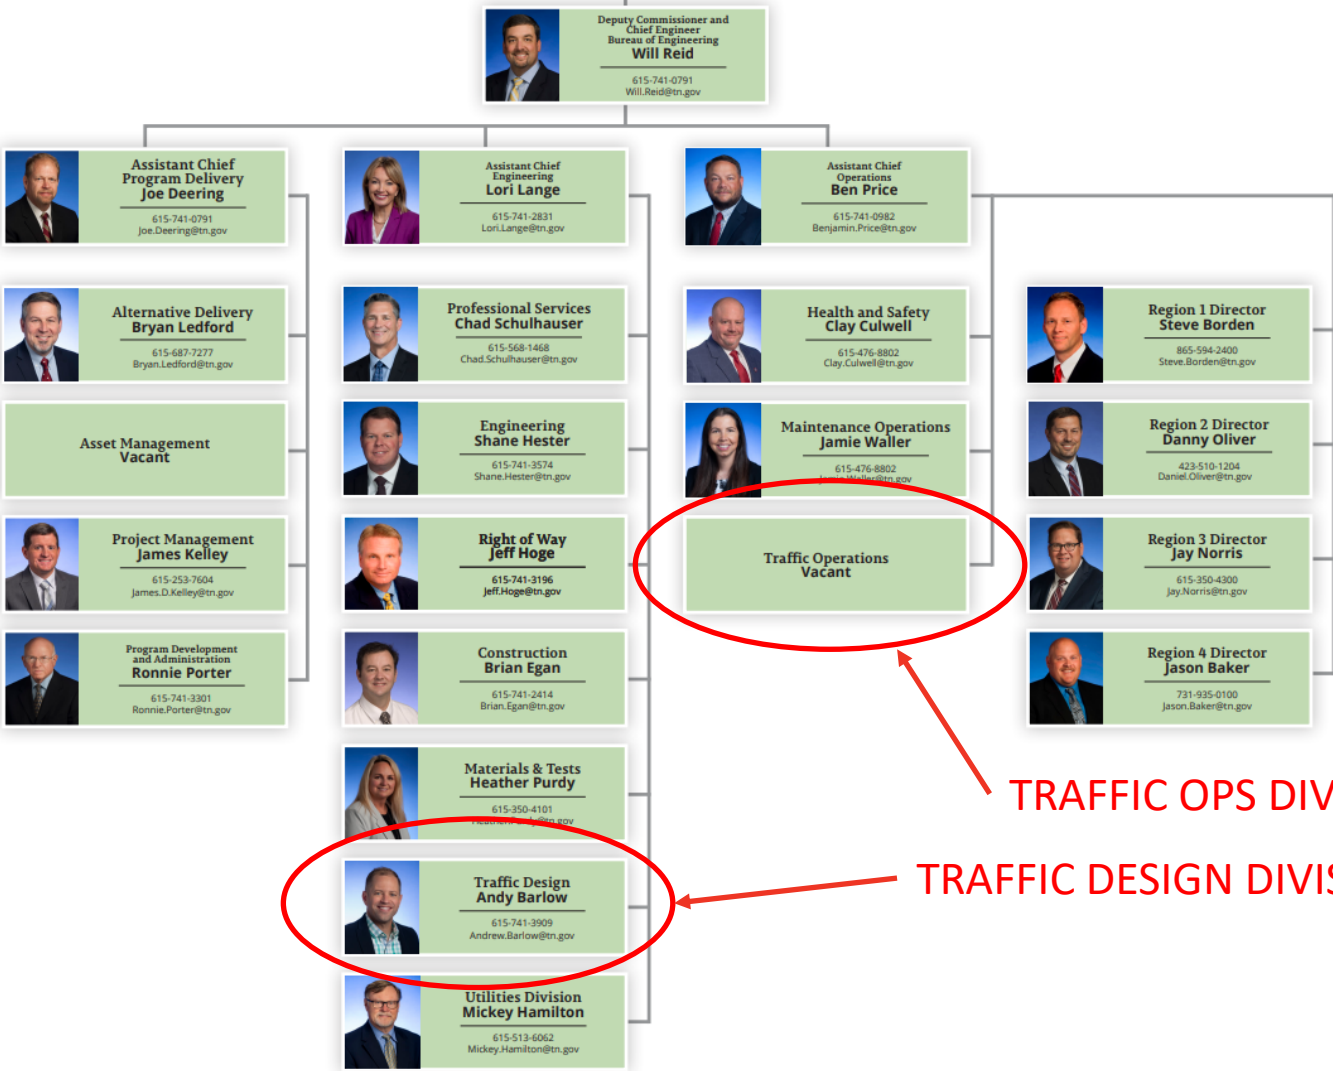 Deputy Commissioner and
Chief Engineer
Bureau of Engineering
Will Reid
615-741-0791
Will.Reid@tn.gov
Assistant Chief
Program Delivery
Joe Deering
615-741-0791
Joe.Deering@tn.gov
Alternative Delivery
Bryan Ledford
615-687-7277
Bryan.Ledford@tn.gov
Asset Management
Vacant
Project Management
James Kelley
615-253-7604
James.D.Kelley@tn.gov
Program Development
and Administration
Ronnie Porter
615-741-3301
Ronnie.Porter@tn.gov
Assistant Chief
Engineering
Lori Lange
615-741-2831
Lori.Lange@tn.gov
Professional Services
Chad Schulhauser
615-568-1468
Chad.Schulhauser@tn.gov
Engineering
Shane Hester
615-741-3574
Shane.Hester@tn.gov
Right of Way
Jeff Hoge
615-741-3196
Jeff.Hoge@tn.gov
Construction
Brian Egan
615-741-2414
Brian.Egan@tn.gov
Materials & Tests
Heather Purdy
615-350-4101
Heather.Purdy@tn.gov
Traffic Design
Andy Barlow
615-741-3909
Andrew.Barlow@tn.gov
Utilities Division
Mickey Hamilton
615-513-6062
Mickey.Hamilton@tn.gov
Assistant Chief
Operations
Ben Price
615-741-0982
Benjamin.Price@tn.gov
Health and Safety
Clay Culwell
615-476-8802
Clay.Culwell@tn.gov
Maintenance Operations
Jamie Waller
615-476-8802
Jamie.Waller@tn.gov
Traffic Operations
Vacant
Region 1 Director
Steve Borden
865-594-2400
Steve.Borden@tn.gov
Region 2 Director
Danny Oliver
423-510-1204
Daniel.Oliver@tn.gov
Region 3 Director
Jay Norris
615-350-4300
Jay.Norris@tn.gov
Region 4 Director
Jason Baker
731-935-0100
Jason.Baker@tn.gov
TRAFFIC OPS DIV
TRAFFIC DESIGN DIVIS